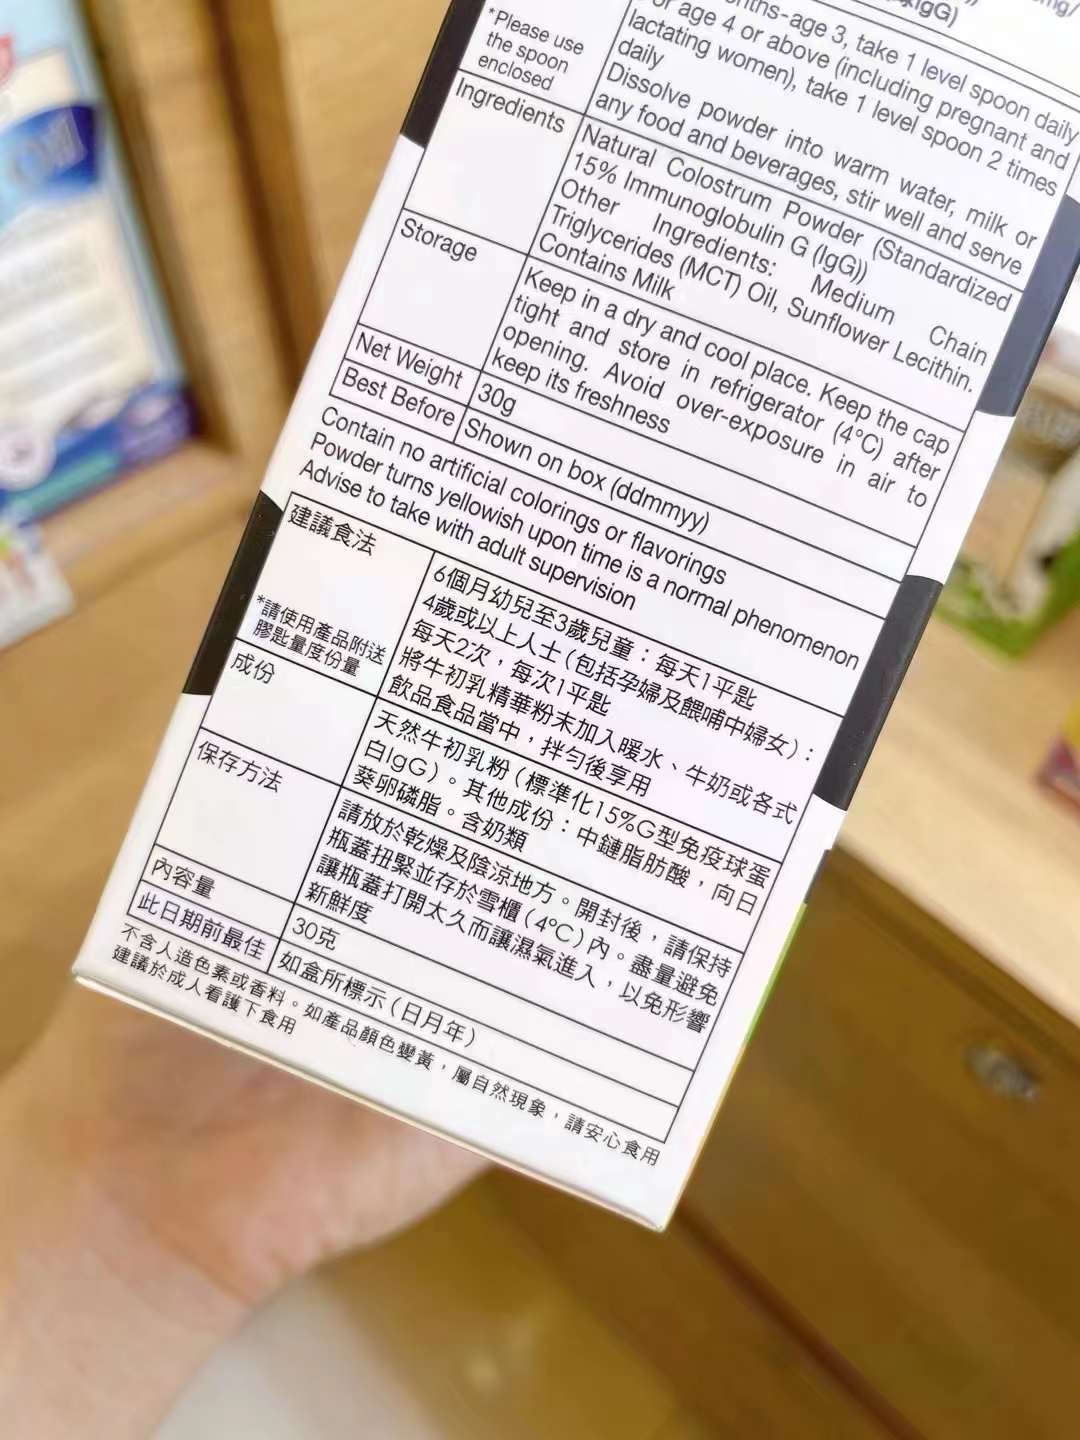 IgG)
*Please use
the spoon
enclosed
age 3, take 1 level spoon daily
For age 4 or above (including pregnant and
lactating women), take 1 level spoon 2 times
daily
Dissolve powder into warm water, milk or
any food and beverages, stir well and serve
Ingredients
Natural Colostrum Powder (Standardized
15% Immunoglobulin G (IgG))
Other Ingredients: Medium Chain
Triglycerides (MCT) Oil, Sunflower Lecithin.
Contains Milk
Storage
Keep in a dry and cool place. Keep the cap
tight and store in refrigerator (4°C) after
opening. Avoid over-exposure in air to
keep its freshness
Net Weight
30g
Best Before
Shown on box (ddmmyy)
Contain no artificial colorings or flavorings
Powder turns yellowish upon time is a normal phenomenon
Advise to take with adult supervision
建議食法
*請使用產品附送
膠匙量度份量
6個月幼兒至3歲兒童：每天1平匙
4歲或以上人士(包括孕婦及餵哺中婦女)：
每天2次，每次1平匙
將牛初乳精華粉末加入暖水、牛奶或各式
飲品食品當中，拌勻後享用
成份
天然牛初乳粉(標準化15%G型免疫球蛋
白IgG)。其他成份：中鏈脂肪酸，向日
葵卵磷脂。含奶類
保存方法
請放於乾燥及陰涼地方。開封後，請保持
瓶蓋扭緊並存於雪櫃(4°C)內。盡量避免
讓瓶蓋打開太久而讓濕氣進入，以免影響
新鮮度
內容量
30克
此日期前最佳
如盒所標示(日月年)
不含人造色素或香料。如產品顏色變黃，屬自然現象，請安心食用
建議於成人看護下食用